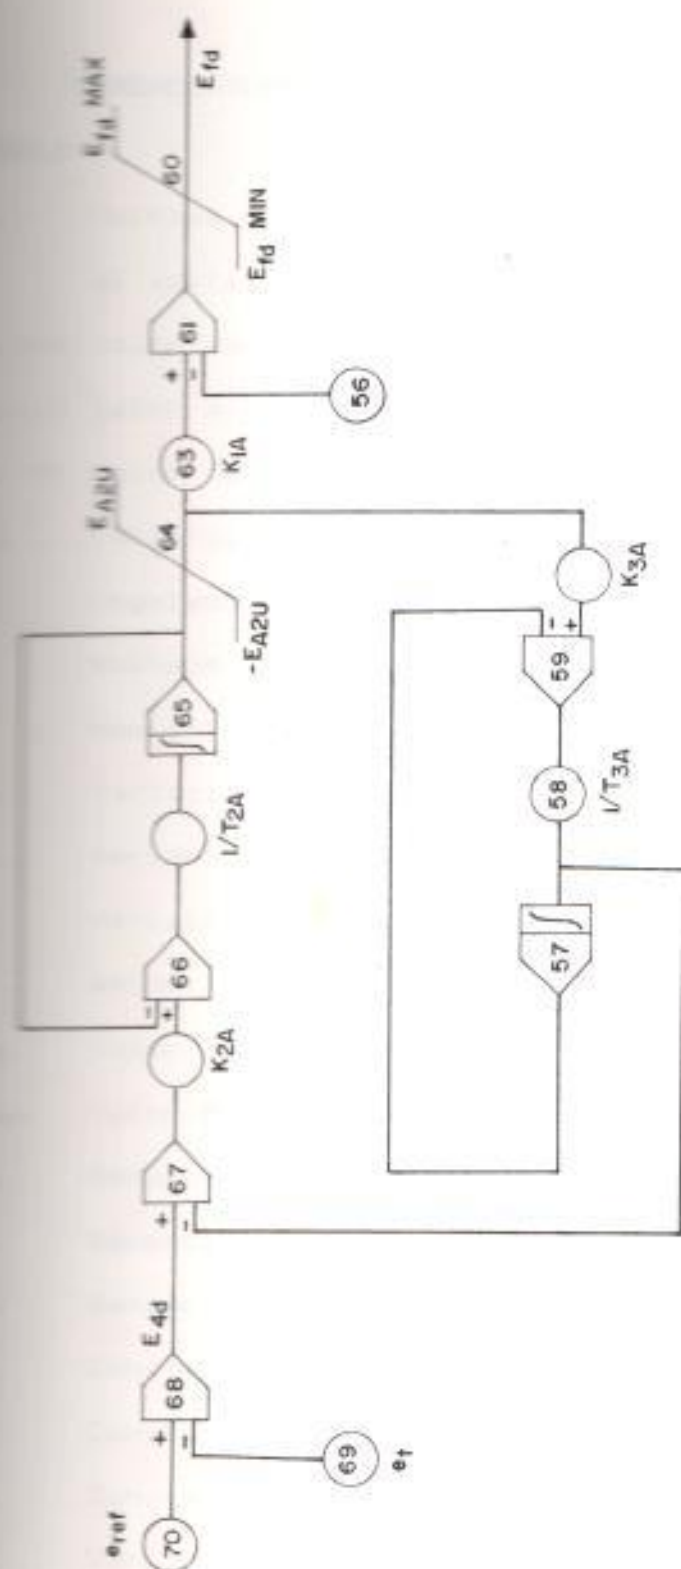 e_ref
70
+
-
68
69
e_t
E_4d
+
-
67
K_2A
-
+
66
1/T_2A
∫
65
E_A2U
64
-E_A2U
63
K_1A
+
-
61
56
E_fd MAX
60
E_fd MIN
E_fd
K_3A
-
+
59
58
1/T_3A
∫
57